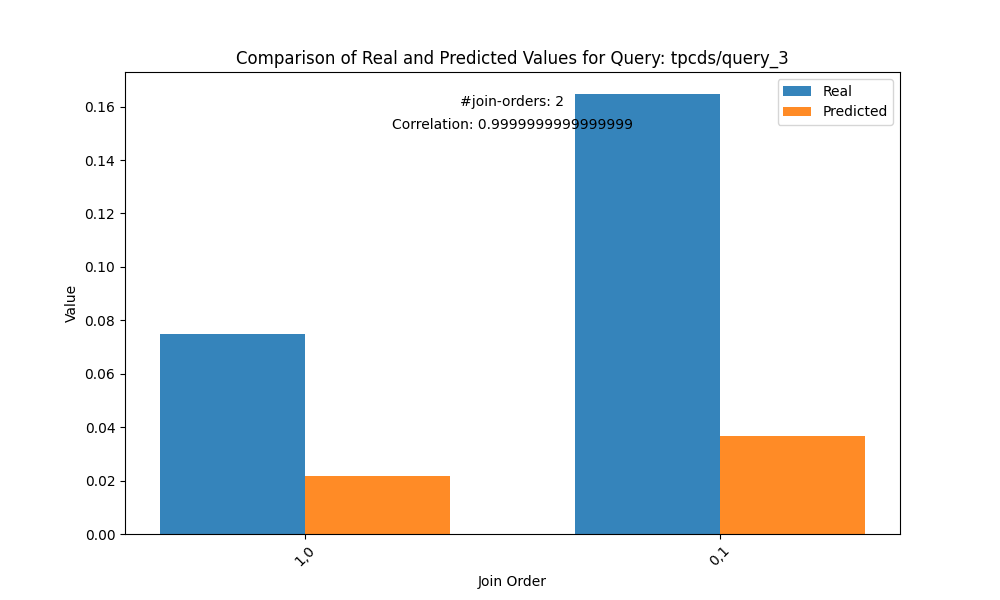 Comparison of Real and Predicted Values for Query: tpcds/query_3
#join-orders: 2
Correlation: 0.9999999999999999
Real
Predicted
Value
0.16
0.14
0.12
0.10
0.08
0.06
0.04
0.02
0.00
1,0
0,1
Join Order